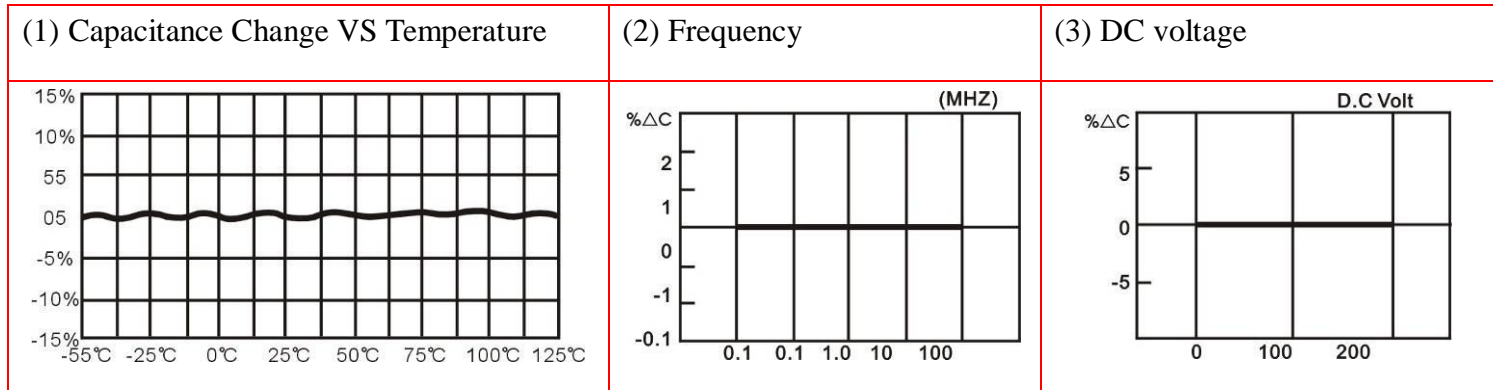 (1) Capacitance Change VS Temperature
(2) Frequency
(3) DC voltage
15%
10%
55
05
-5%
-10%
-15%
-55℃ -25℃ 0℃ 25℃ 50℃ 75℃ 100℃ 125℃
(MHZ)
%△C
2
1
0
-1
-0.1
0.1 0.1 1.0 10 100
D.C Volt
%△C
5
0
-5
0 100 200